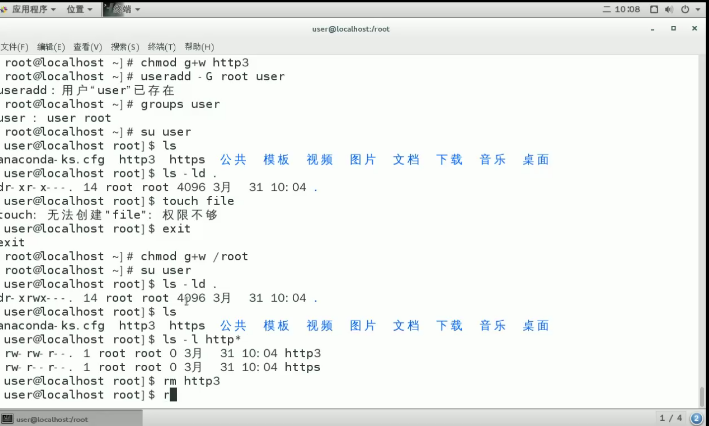 应用程序 位置 终端 二 10:08
user@localhost:/root
文件(F) 编辑(E) 查看(V) 搜索(S) 终端(T) 帮助(H)
root@localhost ~]# chmod g+w http3
root@localhost ~]# useradd -G root user
useradd：用户“user”已存在
root@localhost ~]# groups user
user : user root
root@localhost ~]# su user
root@localhost root]$ ls
anaconda-ks.cfg http3 https 公共 模板 视频 图片 文档 下载 音乐 桌面
root@localhost root]$ ls -ld .
dr-xr-x---. 14 root root 4096 3月 31 10:04 .
root@localhost root]$ touch file
touch: 无法创建"file": 权限不够
root@localhost root]$ exit
exit
root@localhost ~]# chmod g+w /root
root@localhost ~]# su user
user@localhost root]$ ls -ld .
dr-xrwx---. 14 root root 4096 3月 31 10:04 .
user@localhost root]$ ls
anaconda-ks.cfg http3 https 公共 模板 视频 图片 文档 下载 音乐 桌面
user@localhost root]$ ls -l http*
rw-rw-r--. 1 root root 0 3月 31 10:04 http3
rw-r--r--. 1 root root 0 3月 31 10:04 https
user@localhost root]$ rm http3
user@localhost root]$ r
user@localhost:/root 1 / 4 2